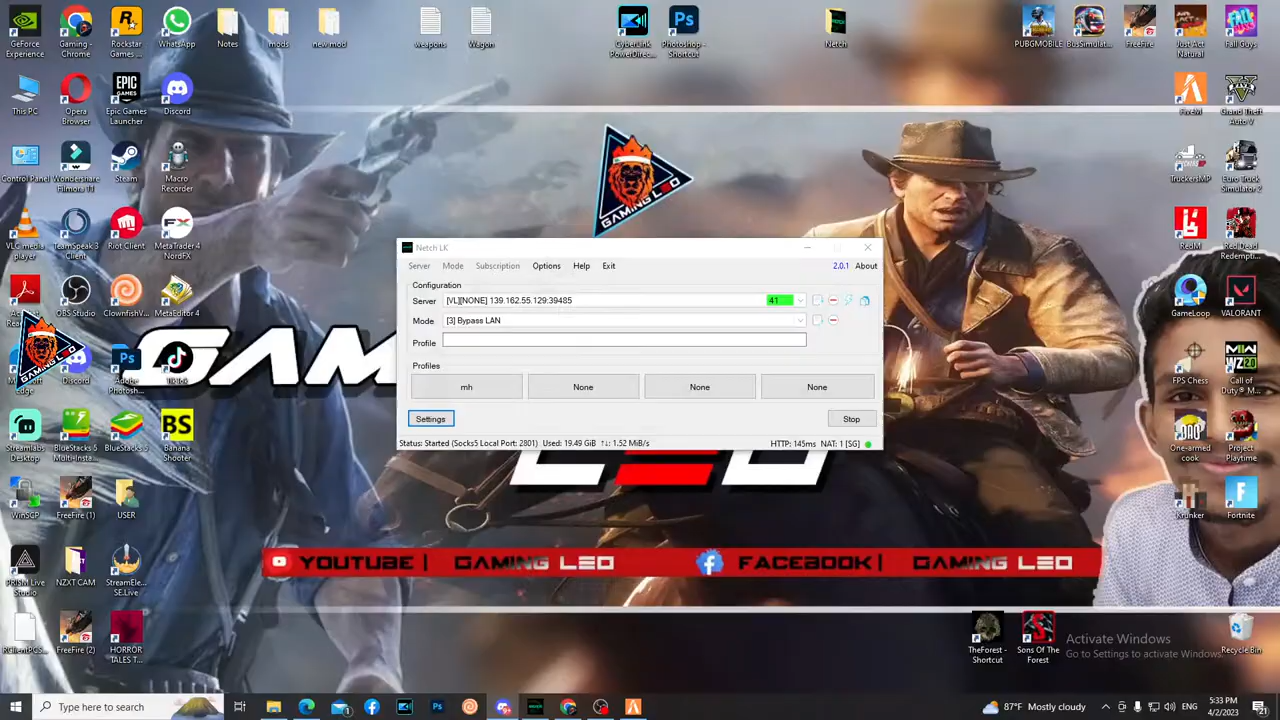 GeForce Experience
Gaming - Chrome
Rockstar Games ...
WhatsApp
Notes
mods
new mod
weapons
Wagon
CyberLink PowerDirec...
Photoshop - Shortcut
Netch
PUBGMOBILE
BusSimulat...
FreeFire
Just Act Natural
Fall Guys
This PC
Opera Browser
Epic Games Launcher
Discord
FiveM
Grand Theft Auto V
Control Panel
Wondershare Filmora 11
Steam
Macro Recorder
TruckersMP
Euro Truck Simulator 2
VLC media player
TeamSpeak 3 Client
Riot Client
MetaTrader 4 NordFX
RedM
Red Dead Redempti...
GAMING LEO
Netch LK
Server Mode Subscription Options Help Exit 2.0.1 About
Configuration
Server [VL][NONE] 139.162.55.129:39485 41
Mode [3] Bypass LAN
Profile
Profiles
mh None None None
Settings Stop
Status: Started (Socks5 Local Port: 2801) Used: 19.49 GiB ↑↓: 1.52 MiB/s HTTP: 145ms NAT: 1 [SG]
OBS Studio
ClownfishV...
MetaEditor 4
GameLoop
VALORANT
Edge
Discord
Adobe Photosh...
TikTok
GAM
LEO
FPS Chess
Call of Duty® M...
Streamlabs Desktop
BlueStacks 5 MultiInsta...
BlueStacks 5
Banana Shooter
One-armed cook
Project Playtime
WinSCP
FreeFire (1)
USER
Krunker
Fortnite
YOUTUBE | GAMING LEO
FACEBOOK | GAMING LEO
PRISM Live Studio
NZXT CAM
StreamEle... SE.Live
RClientPCS...
FreeFire (2)
HORROR TALES T...
TheForest - Shortcut
Sons Of The Forest
Recycle Bin
Activate Windows
Go to Settings to activate Windows.
Type here to search
87°F Mostly cloudy
ENG
5:33 PM
4/2/2023
21